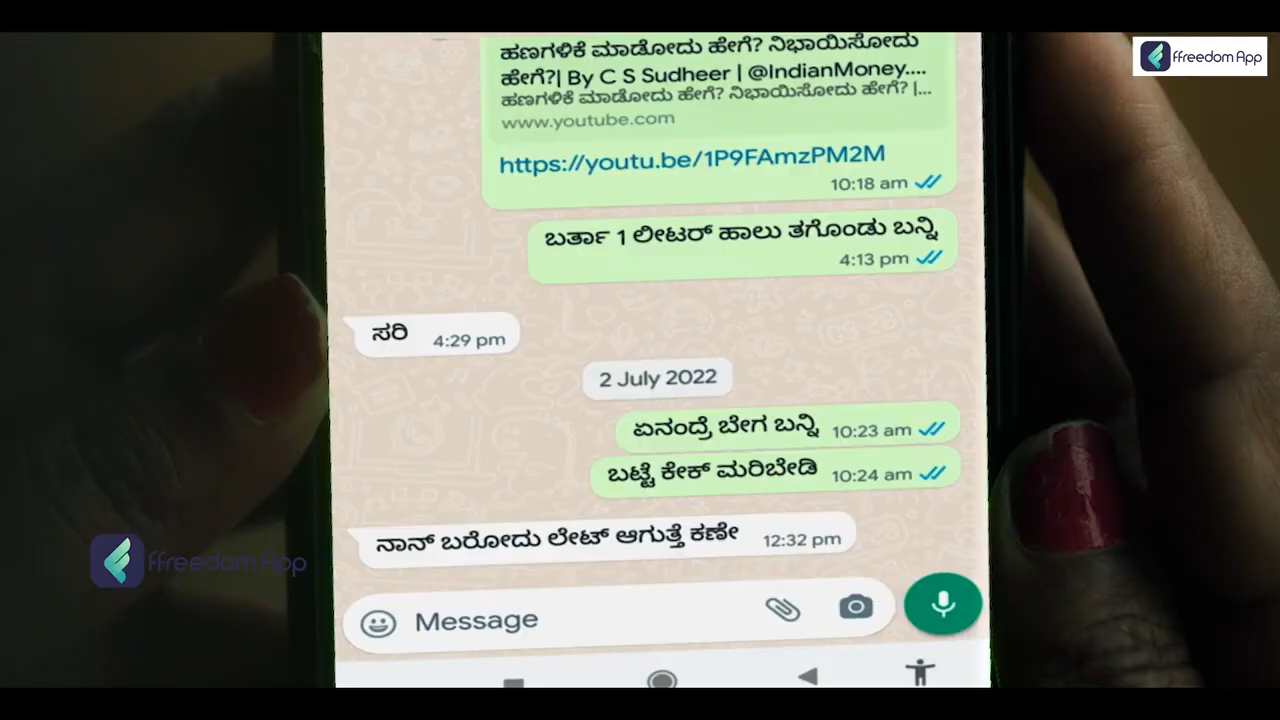 ffreedom App
ಹಣಗಳಿಕೆ ಮಾಡೋದು ಹೇಗೆ? ನಿಭಾಯಿಸೋದು
ಹೇಗೆ?| By C S Sudheer | @IndianMoney....
ಹಣಗಳಿಕೆ ಮಾಡೋದು ಹೇಗೆ? ನಿಭಾಯಿಸೋದು ಹೇಗೆ? |...
www.youtube.com
https://youtu.be/1P9FAmzPM2M
10:18 am
ಬರ್ತಾ 1 ಲೀಟರ್ ಹಾಲು ತಗೊಂಡು ಬನ್ನಿ
4:13 pm
ಸರಿ 4:29 pm
2 July 2022
ಏನಂದ್ರೆ ಬೇಗ ಬನ್ನಿ 10:23 am
ಬಟ್ಟೆ ಕೇಕ್ ಮರಿಬೇಡಿ 10:24 am
ನಾನ್ ಬರೋದು ಲೇಟ್ ಆಗುತ್ತೆ ಕಣೇ 12:32 pm
ffreedom App
Message